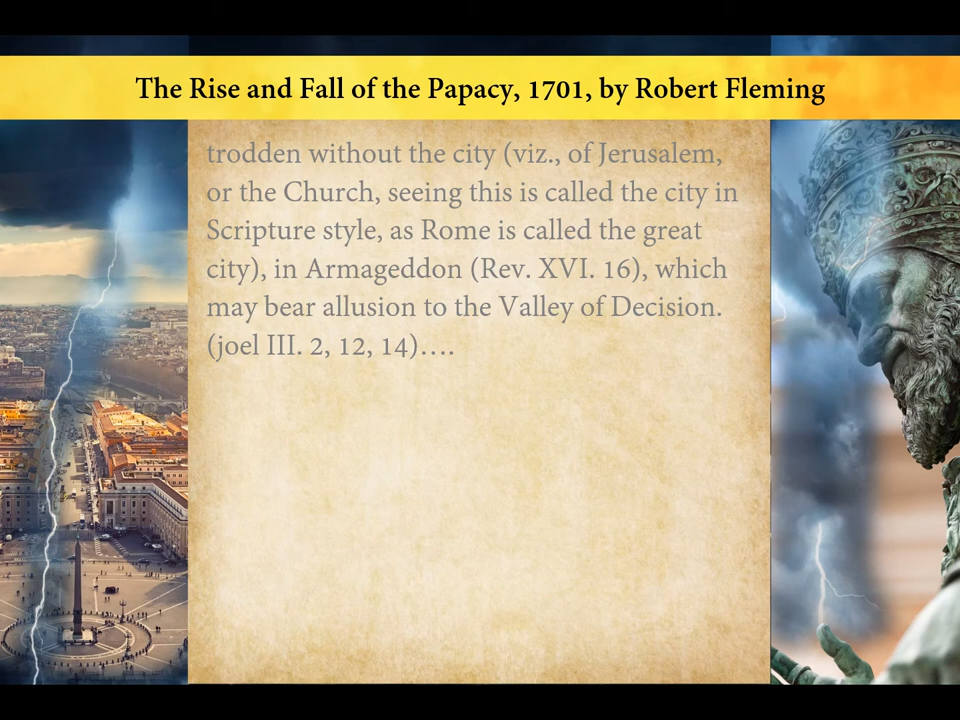 The Rise and Fall of the Papacy, 1701, by Robert Fleming
trodden without the city (viz., of Jerusalem,
or the Church, seeing this is called the city in
Scripture style, as Rome is called the great
city), in Armageddon (Rev. XVI. 16), which
may bear allusion to the Valley of Decision.
(joel III. 2, 12, 14)….